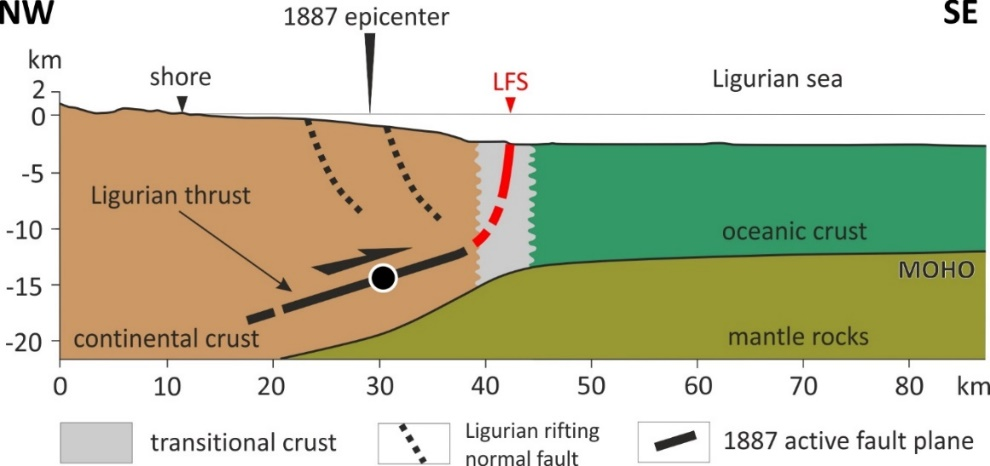 NW
1887 epicenter
SE
km
shore
LFS
Ligurian sea
2
0
-5
Ligurian thrust
-10
oceanic crust
MOHO
-15
continental crust
mantle rocks
-20
0 10 20 30 40 50 60 70 80 km
transitional crust
Ligurian rifting
normal fault
1887 active fault plane